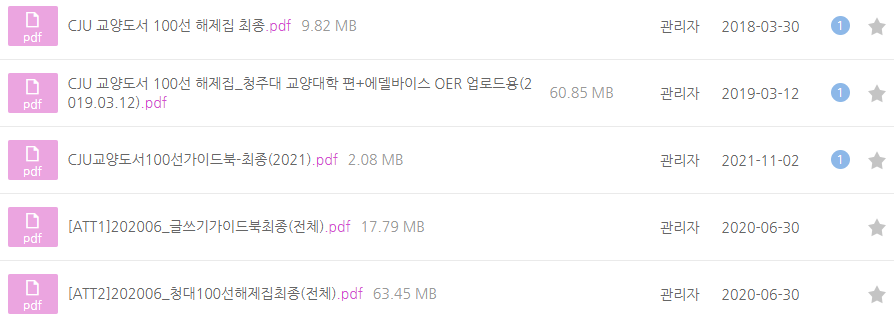 pdf CJU 교양도서 100선 해제집 최종.pdf 9.82 MB 관리자 2018-03-30 1
CJU 교양도서 100선 해제집_청주대 교양대학 편+에델바이스 OER 업로드용(2
pdf 019.03.12).pdf 60.85 MB 관리자 2019-03-12 1
pdf CJU교양도서100선가이드북-최종(2021).pdf 2.08 MB 관리자 2021-11-02 1
pdf [ATT1]202006_글쓰기가이드북최종(전체).pdf 17.79 MB 관리자 2020-06-30
pdf [ATT2]202006_청대100선해제집최종(전체).pdf 63.45 MB 관리자 2020-06-30